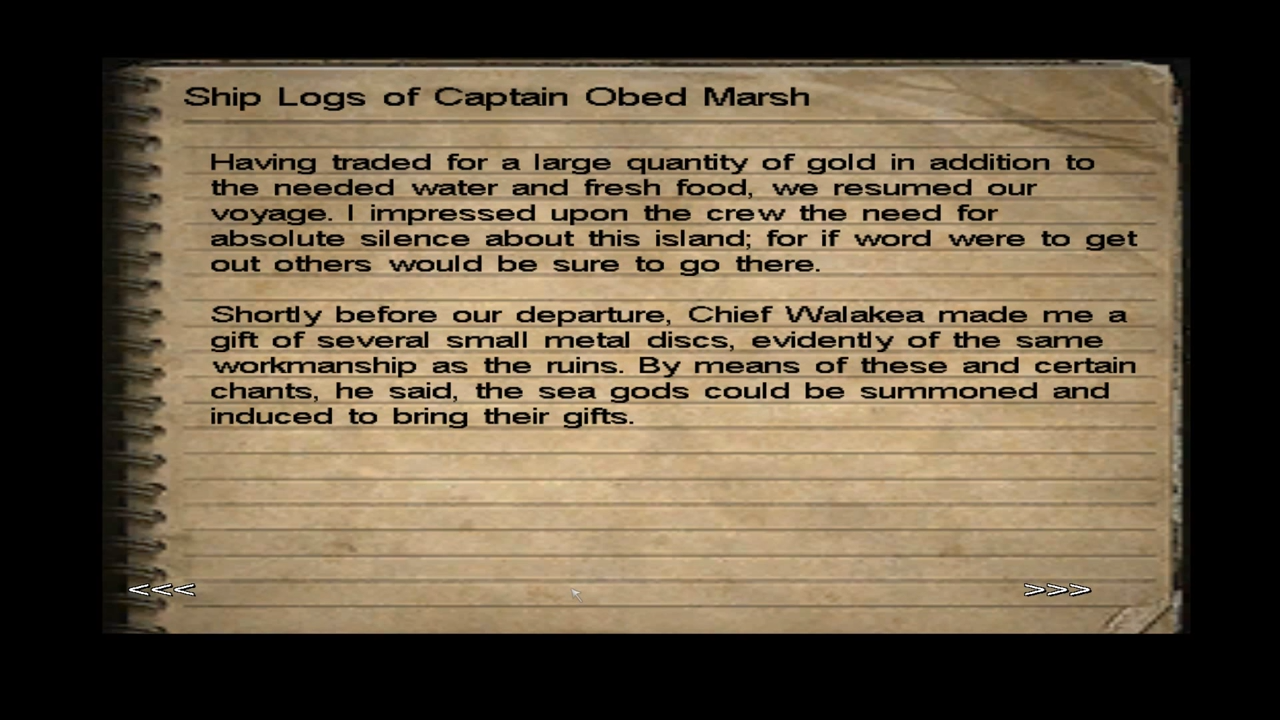 Ship Logs of Captain Obed Marsh
Having traded for a large quantity of gold in addition to
the needed water and fresh food, we resumed our
voyage. I impressed upon the crew the need for
absolute silence about this island; for if word were to get
out others would be sure to go there.
Shortly before our departure, Chief Walakea made me a
gift of several small metal discs, evidently of the same
workmanship as the ruins. By means of these and certain
chants, he said, the sea gods could be summoned and
induced to bring their gifts.
<<< >>>